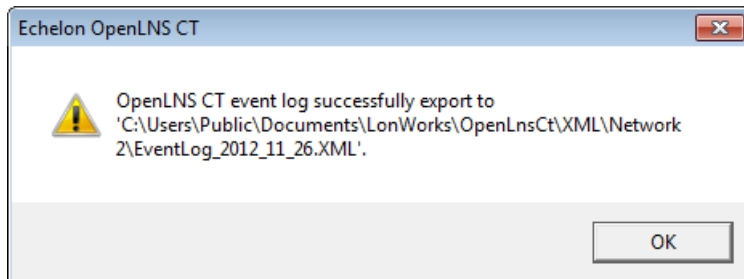 Echelon OpenLNS CT
OpenLNS CT event log successfully export to
'C:\Users\Public\Documents\LonWorks\OpenLnsCt\XML\Network
2\EventLog_2012_11_26.XML'.
OK